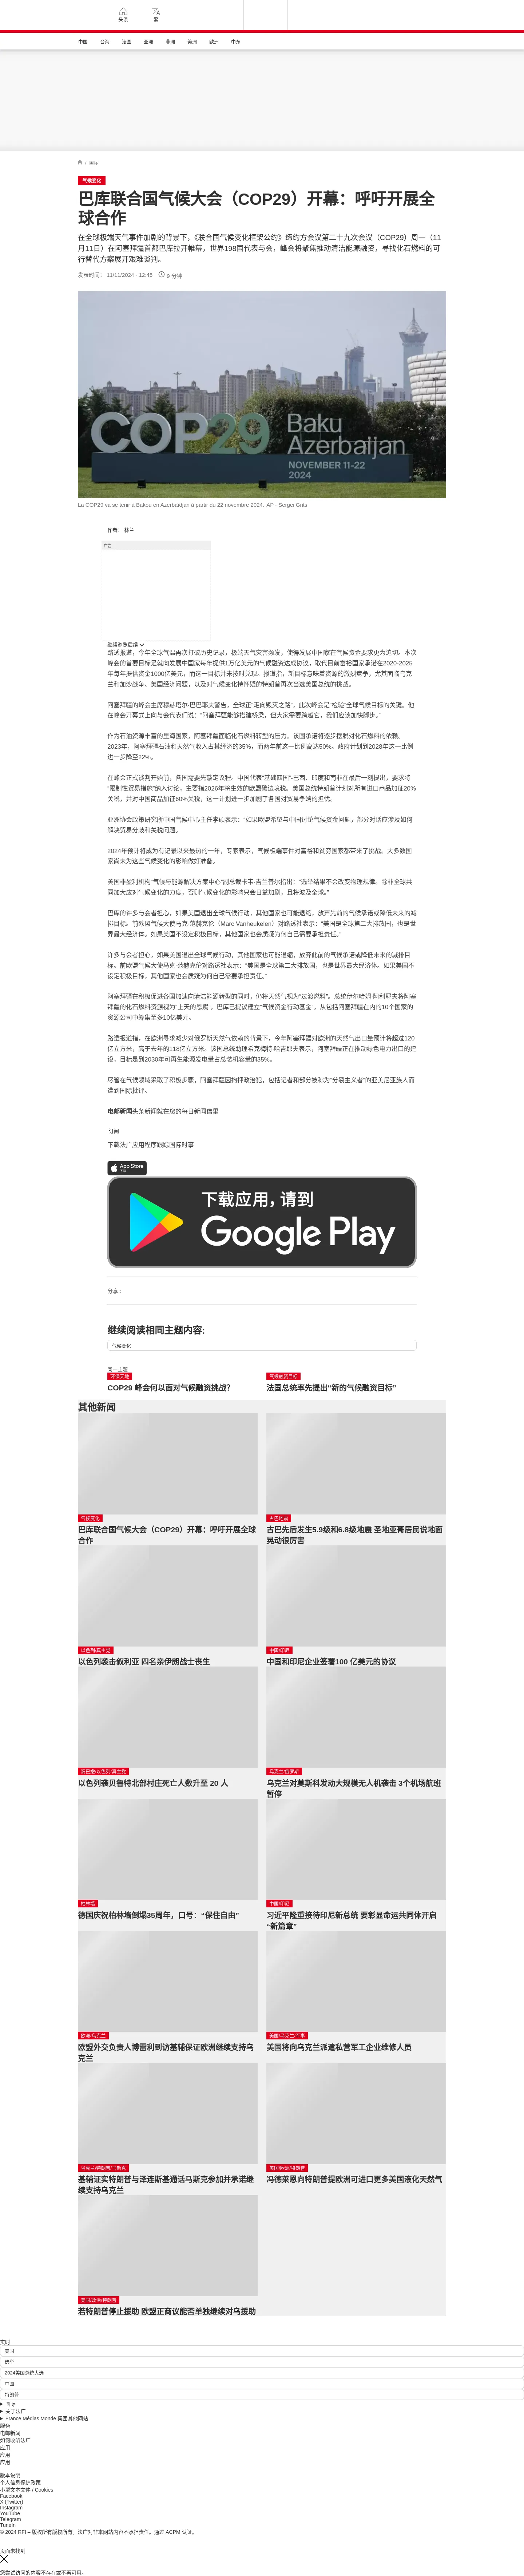 头条
繁
中国
台海
法国
亚洲
非洲
美洲
欧洲
中东
/ 国际
气候变化
巴库联合国气候大会（COP29）开幕：呼吁开展全
球合作
在全球极端天气事件加剧的背景下，《联合国气候变化框架公约》缔约方会议第二十九次会议（COP29）周一（11
月11日）在阿塞拜疆首都巴库拉开帷幕，世界198国代表与会，峰会将聚焦推动清洁能源融资，寻找化石燃料的可
行替代方案展开艰难谈判。
发表时间： 11/11/2024 - 12:45
9 分钟
COP29
Baku
Azerbaijan
NOVEMBER 11-22
2024
La COP29 va se tenir à Bakou en Azerbaïdjan à partir du 22 novembre 2024. AP - Sergei Grits
作者： 林兰
广告
继续浏览后续
路透报道，今年全球气温再次打破历史记录，极端天气灾害频发，使得发展中国家在气候资金要求更为迫切。本次
峰会的首要目标是就向发展中国家每年提供1万亿美元的气候融资达成协议，取代目前富裕国家承诺在2020-2025
年每年提供资金1000亿美元，而这一目标并未按时兑现。报道指，新目标意味着资源的激烈竞争，尤其面临乌克
兰和加沙战争、美国经济问题，以及对气候变化持怀疑的特朗普再次当选美国总统的挑战。
阿塞拜疆的峰会主席穆赫塔尔·巴巴耶夫警告，全球正“走向毁灭之路”，此次峰会是“检验”全球气候目标的关键。他
在峰会开幕式上向与会代表们说：“阿塞拜疆能够搭建桥梁，但大家需要跨越它，我们应该加快脚步。”
作为石油资源丰富的里海国家，阿塞拜疆面临化石燃料转型的压力。该国承诺将逐步摆脱对化石燃料的依赖。
2023年，阿塞拜疆石油和天然气收入占其经济的35%，而两年前这一比例高达50%。政府计划到2028年这一比例
进一步降至22%。
在峰会正式谈判开始前，各国需要先敲定议程。中国代表“基础四国”-巴西、印度和南非在最后一刻提出，要求将
“限制性贸易措施”纳入讨论，主要指2026年将生效的欧盟碳边境税。美国总统特朗普计划对所有进口商品加征20%
关税，并对中国商品加征60%关税，这一计划进一步加剧了各国对贸易争端的担忧。
亚洲协会政策研究所中国气候中心主任李硕表示：“如果欧盟希望与中国讨论气候资金问题，部分对话应涉及如何
解决贸易分歧和关税问题。
2024年预计将成为有记录以来最热的一年，专家表示，气候极端事件对富裕和贫穷国家都带来了挑战。大多数国
家尚未为这些气候变化的影响做好准备。
美国非盈利机构“气候与能源解决方案中心”副总裁卡韦·吉兰普尔指出：“选举结果不会改变物理规律。除非全球共
同加大应对气候变化的力度，否则气候变化的影响只会日益加剧，且将波及全球。”
巴库的许多与会者担心，如果美国退出全球气候行动，其他国家也可能退缩，放弃先前的气候承诺或降低未来的减
排目标。前欧盟气候大使马克·范赫克伦（Marc Vanheukelen）对路透社表示：“美国是全球第二大排放国，也是世
界最大经济体。如果美国不设定积极目标，其他国家也会质疑为何自己需要承担责任。”
许多与会者担心，如果美国退出全球气候行动，其他国家也可能退缩，放弃此前的气候承诺或降低未来的减排目
标。前欧盟气候大使马克·范赫克伦对路透社表示：“美国是全球第二大排放国，也是世界最大经济体。如果美国不
设定积极目标，其他国家也会质疑为何自己需要承担责任。”
阿塞拜疆在积极促进各国加速向清洁能源转型的同时，仍将天然气视为“过渡燃料”。总统伊尔哈姆·阿利耶夫将阿塞
拜疆的化石燃料资源视为“上天的恩赐”。巴库已提议建立“气候资金行动基金”，从包括阿塞拜疆在内的10个国家的
资源公司中筹集至多10亿美元。
路透报道指，在欧洲寻求减少对俄罗斯天然气依赖的背景下，今年阿塞拜疆对欧洲的天然气出口量预计将超过120
亿立方米，高于去年的118亿立方米。该国总统助理希克梅特·哈吉耶夫表示，阿塞拜疆正在推动绿色电力出口的建
设，目标是到2030年可再生能源发电量占总装机容量的35%。
尽管在气候领域采取了积极步骤，阿塞拜疆因拘押政治犯，包括记者和部分被称为“分裂主义者”的亚美尼亚族人而
遭到国际批评。
电邮新闻头条新闻就在您的每日新闻信里
订阅
下载法广应用程序跟踪国际时事
App Store
下载
下载应用，请到
Google Play
分享 :
继续阅读相同主题内容:
气候变化
同一主题
环保天地
COP29 峰会何以面对气候融资挑战？
气候融资目标
法国总统率先提出“新的气候融资目标”
其他新闻
气候变化
巴库联合国气候大会（COP29）开幕：呼吁开展全球
合作
古巴地震
古巴先后发生5.9级和6.8级地震 圣地亚哥居民说地面
晃动很厉害
以色列/真主党
以色列袭击叙利亚 四名亲伊朗战士丧生
中国/印尼
中国和印尼企业签署100 亿美元的协议
黎巴嫩/以色列/真主党
以色列袭贝鲁特北部村庄死亡人数升至 20 人
乌克兰/俄罗斯
乌克兰对莫斯科发动大规模无人机袭击 3个机场航班
暂停
柏林墙
德国庆祝柏林墙倒塌35周年，口号：“保住自由”
中国/印尼
习近平隆重接待印尼新总统 要彰显命运共同体开启
“新篇章”
欧洲/乌克兰
欧盟外交负责人博雷利到访基辅保证欧洲继续支持乌
克兰
美国/乌克兰/军事
美国将向乌克兰派遣私营军工企业维修人员
乌克兰/特朗普/马斯克
基辅证实特朗普与泽连斯基通话马斯克参加并承诺继
续支持乌克兰
美国/欧洲/特朗普
冯德莱恩向特朗普提欧洲可进口更多美国液化天然气
美国/政治/特朗普
若特朗普停止援助 欧盟正商议能否单独继续对乌援助
实时
美国
选举
2024美国总统大选
中国
特朗普
国际
关于法广
France Médias Monde 集团其他网站
服务
电邮新闻
如何收听法广
应用
应用
应用
版本说明
个人信息保护政策
小型文本文件 / Cookies
Facebook
X (Twitter)
Instagram
YouTube
Telegram
TuneIn
© 2024 RFI – 版权所有版权所有。法广对非本网站内容不承担责任。通过 ACPM 认证。
页面未找到
您尝试访问的内容不存在或不再可用。